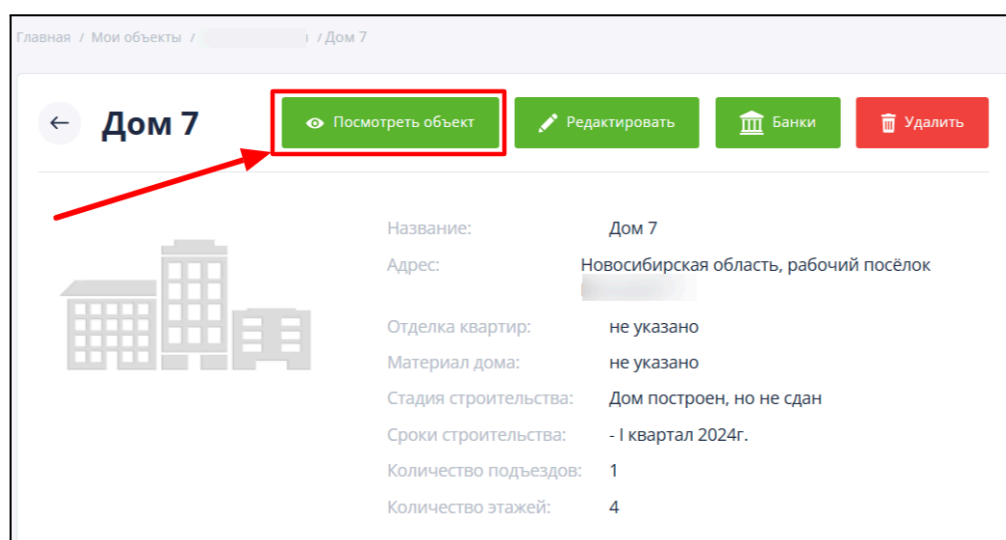 Главная / Мои объекты / / Дом 7
Дом 7
Посмотреть объект
Редактировать
Банки
Удалить
Название: Дом 7
Адрес: Новосибирская область, рабочий посёлок
Отделка квартир: не указано
Материал дома: не указано
Стадия строительства: Дом построен, но не сдан
Сроки строительства: - I квартал 2024г.
Количество подъездов: 1
Количество этажей: 4